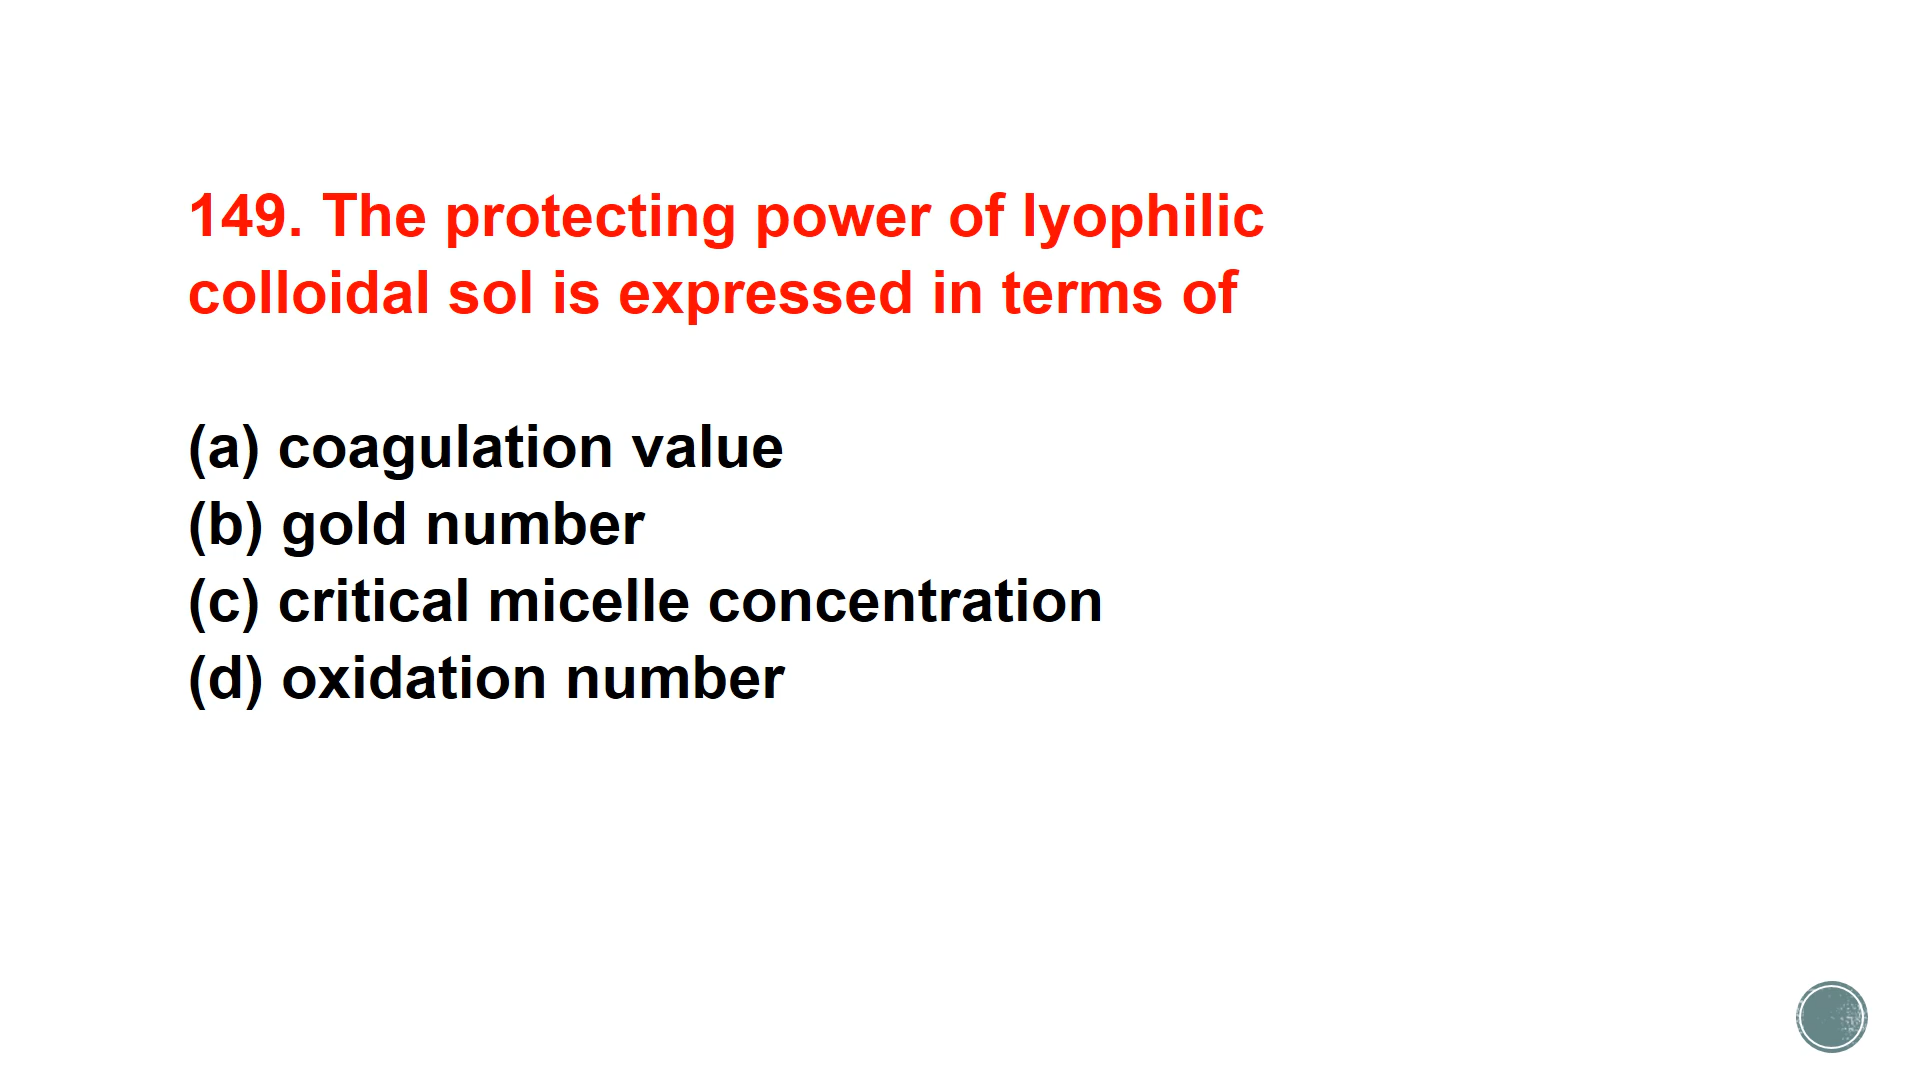 149. The protecting power of lyophilic
colloidal sol is expressed in terms of
(a) coagulation value
(b) gold number
(c) critical micelle concentration
(d) oxidation number